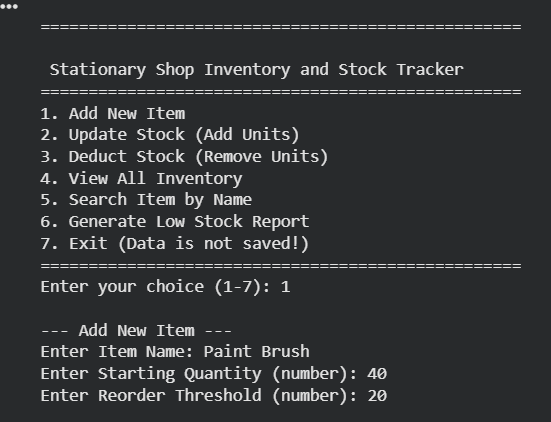 ==================================================
Stationary Shop Inventory and Stock Tracker
==================================================
1. Add New Item
2. Update Stock (Add Units)
3. Deduct Stock (Remove Units)
4. View All Inventory
5. Search Item by Name
6. Generate Low Stock Report
7. Exit (Data is not saved!)
==================================================
Enter your choice (1-7): 1
--- Add New Item ---
Enter Item Name: Paint Brush
Enter Starting Quantity (number): 40
Enter Reorder Threshold (number): 20